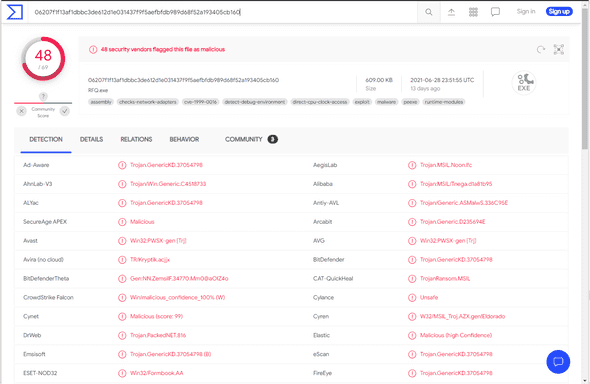 06207f1f13af1dbbc3de612d1e031437f9f5aefbfdb989d68f52a193405cb160
Sign in
Sign up
48
/ 69
48 security vendors flagged this file as malicious
06207f1f13af1dbbc3de612d1e031437f9f5aefbfdb989d68f52a193405cb160
RFQ.exe
609.00 KB
Size
2021-06-28 23:51:55 UTC
13 days ago
EXE
?
Community
Score
assembly checks-network-adapters cve-1999-0016 detect-debug-environment direct-cpu-clock-access exploit malware peexe runtime-modules
DETECTION DETAILS RELATIONS BEHAVIOR COMMUNITY 3
Ad-Aware Trojan.GenericKD.37054798 AegisLab Trojan.MSIL.Noon.l!c
AhnLab-V3 Trojan/Win.Generic.C4518733 Alibaba Trojan:MSIL/Tnega.d1a81b95
ALYac Trojan.GenericKD.37054798 Antiy-AVL Trojan/Generic.ASMalwS.336C95E
SecureAge APEX Malicious Arcabit Trojan.Generic.D235694E
Avast Win32:PWSX-gen [Trj] AVG Win32:PWSX-gen [Trj]
Avira (no cloud) TR/Kryptik.acjjx BitDefender Trojan.GenericKD.37054798
BitDefenderTheta Gen:NN.ZemsilF.34770.Mm0@aOlZ4o CAT-QuickHeal TrojanRansom.MSIL
CrowdStrike Falcon Win/malicious_confidence_100% (W) Cylance Unsafe
Cynet Malicious (score: 99) Cyren W32/MSIL_Troj.AZX.gen!Eldorado
DrWeb Trojan.PackedNET.816 Elastic Malicious (high Confidence)
Emsisoft Trojan.GenericKD.37054798 (B) eScan Trojan.GenericKD.37054798
ESET-NOD32 Win32/Formbook.AA FireEye Trojan.GenericKD.37054798